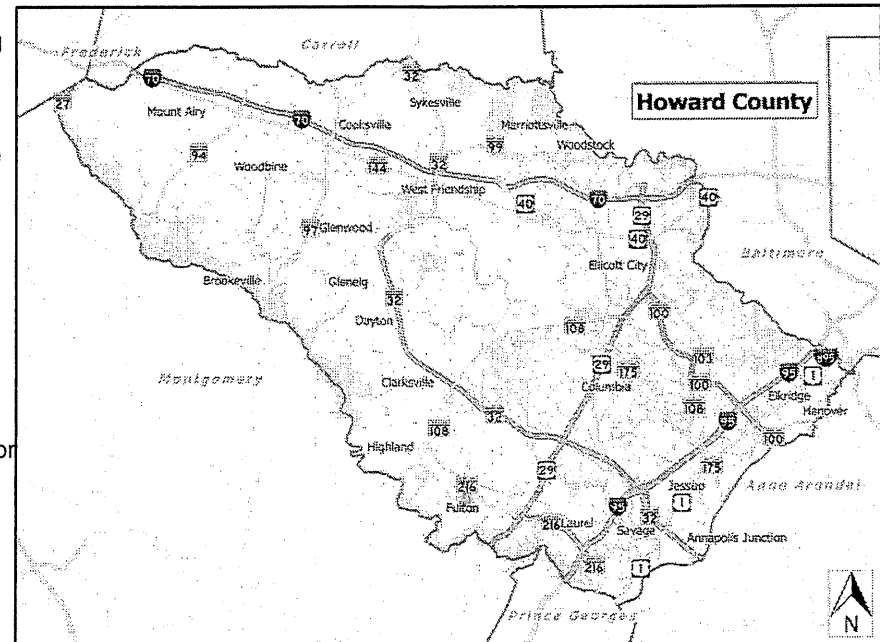 Frederick
Carroll
70
32
27
Mount Airy
Sykesville
Howard County
70
Cooksville
99
Marriottsville
Woodstock
94
Woodbine
144
32
West Friendship
40
70
29
40
97
Glenwood
40
Baltimore
Brookeville
Glenelg
Ellicott City
32
Dayton
108
100
29
175
103
95
1
Montgomery
Clarksville
Columbia
100
Elkridge
108
Hanover
32
95
108
Highland
100
or
29
175
216
Jessup
Anne Arundel
Fulton
95
1
216
Laurel
32
Savage
Annapolis Junction
216
1
Prince Georges
N